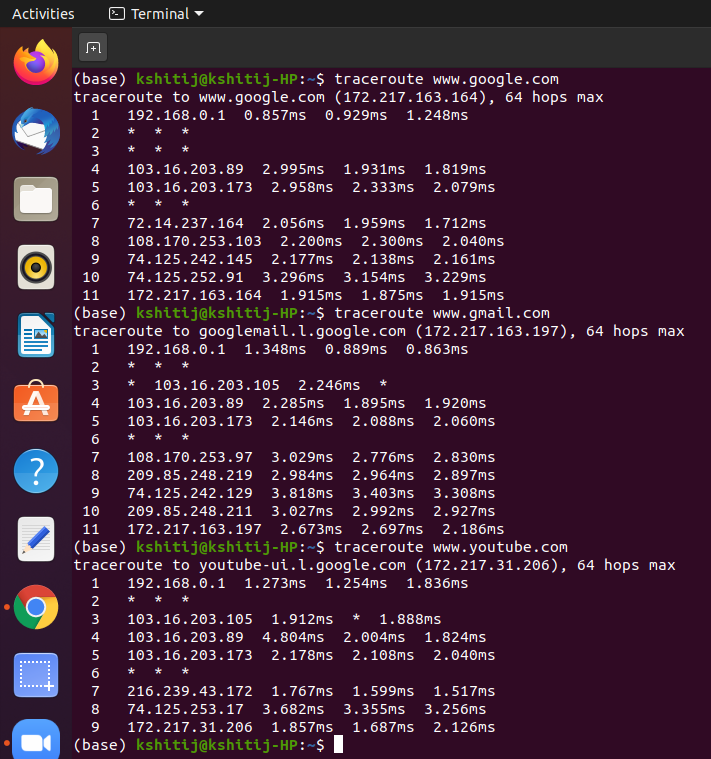 Activities Terminal
(base) kshitij@kshitij-HP:~$ traceroute www.google.com
traceroute to www.google.com (172.217.163.164), 64 hops max
1 192.168.0.1 0.857ms 0.929ms 1.248ms
2 * * *
3 * * *
4 103.16.203.89 2.995ms 1.931ms 1.819ms
5 103.16.203.173 2.958ms 2.333ms 2.079ms
6 * * *
7 72.14.237.164 2.056ms 1.959ms 1.712ms
8 108.170.253.103 2.200ms 2.300ms 2.040ms
9 74.125.242.145 2.177ms 2.138ms 2.161ms
10 74.125.252.91 3.296ms 3.154ms 3.229ms
11 172.217.163.164 1.915ms 1.875ms 1.915ms
(base) kshitij@kshitij-HP:~$ traceroute www.gmail.com
traceroute to googlemail.l.google.com (172.217.163.197), 64 hops max
1 192.168.0.1 1.348ms 0.889ms 0.863ms
2 * * *
3 * 103.16.203.105 2.246ms *
4 103.16.203.89 2.285ms 1.895ms 1.920ms
5 103.16.203.173 2.146ms 2.088ms 2.060ms
6 * * *
7 108.170.253.97 3.029ms 2.776ms 2.830ms
8 209.85.248.219 2.984ms 2.964ms 2.897ms
9 74.125.242.129 3.818ms 3.403ms 3.308ms
10 209.85.248.211 3.027ms 2.992ms 2.927ms
11 172.217.163.197 2.673ms 2.697ms 2.186ms
(base) kshitij@kshitij-HP:~$ traceroute www.youtube.com
traceroute to youtube-ui.l.google.com (172.217.31.206), 64 hops max
1 192.168.0.1 1.273ms 1.254ms 1.836ms
2 * * *
3 103.16.203.105 1.912ms * 1.888ms
4 103.16.203.89 4.804ms 2.004ms 1.824ms
5 103.16.203.173 2.178ms 2.108ms 2.040ms
6 * * *
7 216.239.43.172 1.767ms 1.599ms 1.517ms
8 74.125.253.17 3.682ms 3.355ms 3.256ms
9 172.217.31.206 1.857ms 1.687ms 2.126ms
(base) kshitij@kshitij-HP:~$